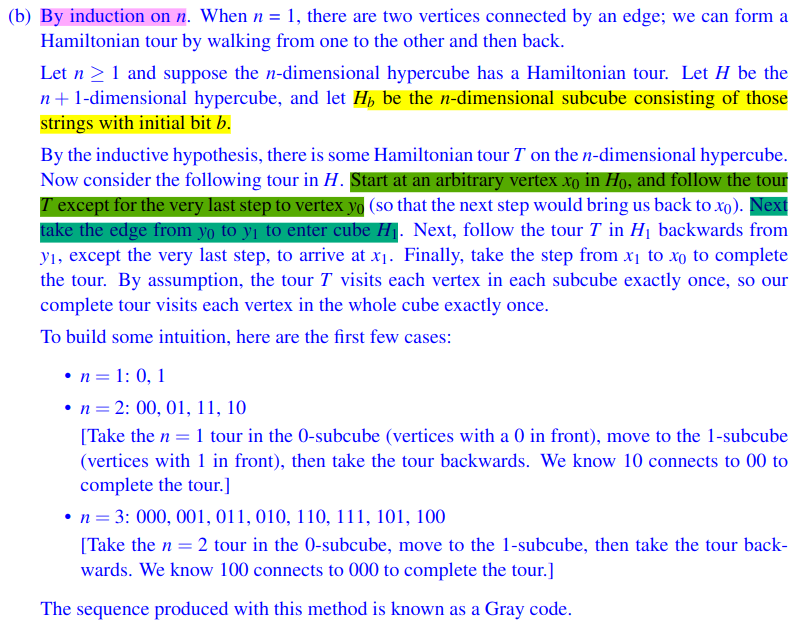 (b) By induction on n. When n = 1, there are two vertices connected by an edge; we can form a
Hamiltonian tour by walking from one to the other and then back.
Let n ≥ 1 and suppose the n-dimensional hypercube has a Hamiltonian tour. Let H be the
n + 1-dimensional hypercube, and let H_b be the n-dimensional subcube consisting of those
strings with initial bit b.
By the inductive hypothesis, there is some Hamiltonian tour T on the n-dimensional hypercube.
Now consider the following tour in H. Start at an arbitrary vertex x₀ in H₀, and follow the tour
T except for the very last step to vertex y₀ (so that the next step would bring us back to x₀). Next
take the edge from y₀ to y₁ to enter cube H₁. Next, follow the tour T in H₁ backwards from
y₁, except the very last step, to arrive at x₁. Finally, take the step from x₁ to x₀ to complete
the tour. By assumption, the tour T visits each vertex in each subcube exactly once, so our
complete tour visits each vertex in the whole cube exactly once.
To build some intuition, here are the first few cases:
• n = 1: 0, 1
• n = 2: 00, 01, 11, 10
[Take the n = 1 tour in the 0-subcube (vertices with a 0 in front), move to the 1-subcube
(vertices with 1 in front), then take the tour backwards. We know 10 connects to 00 to
complete the tour.]
• n = 3: 000, 001, 011, 010, 110, 111, 101, 100
[Take the n = 2 tour in the 0-subcube, move to the 1-subcube, then take the tour back-
wards. We know 100 connects to 000 to complete the tour.]
The sequence produced with this method is known as a Gray code.